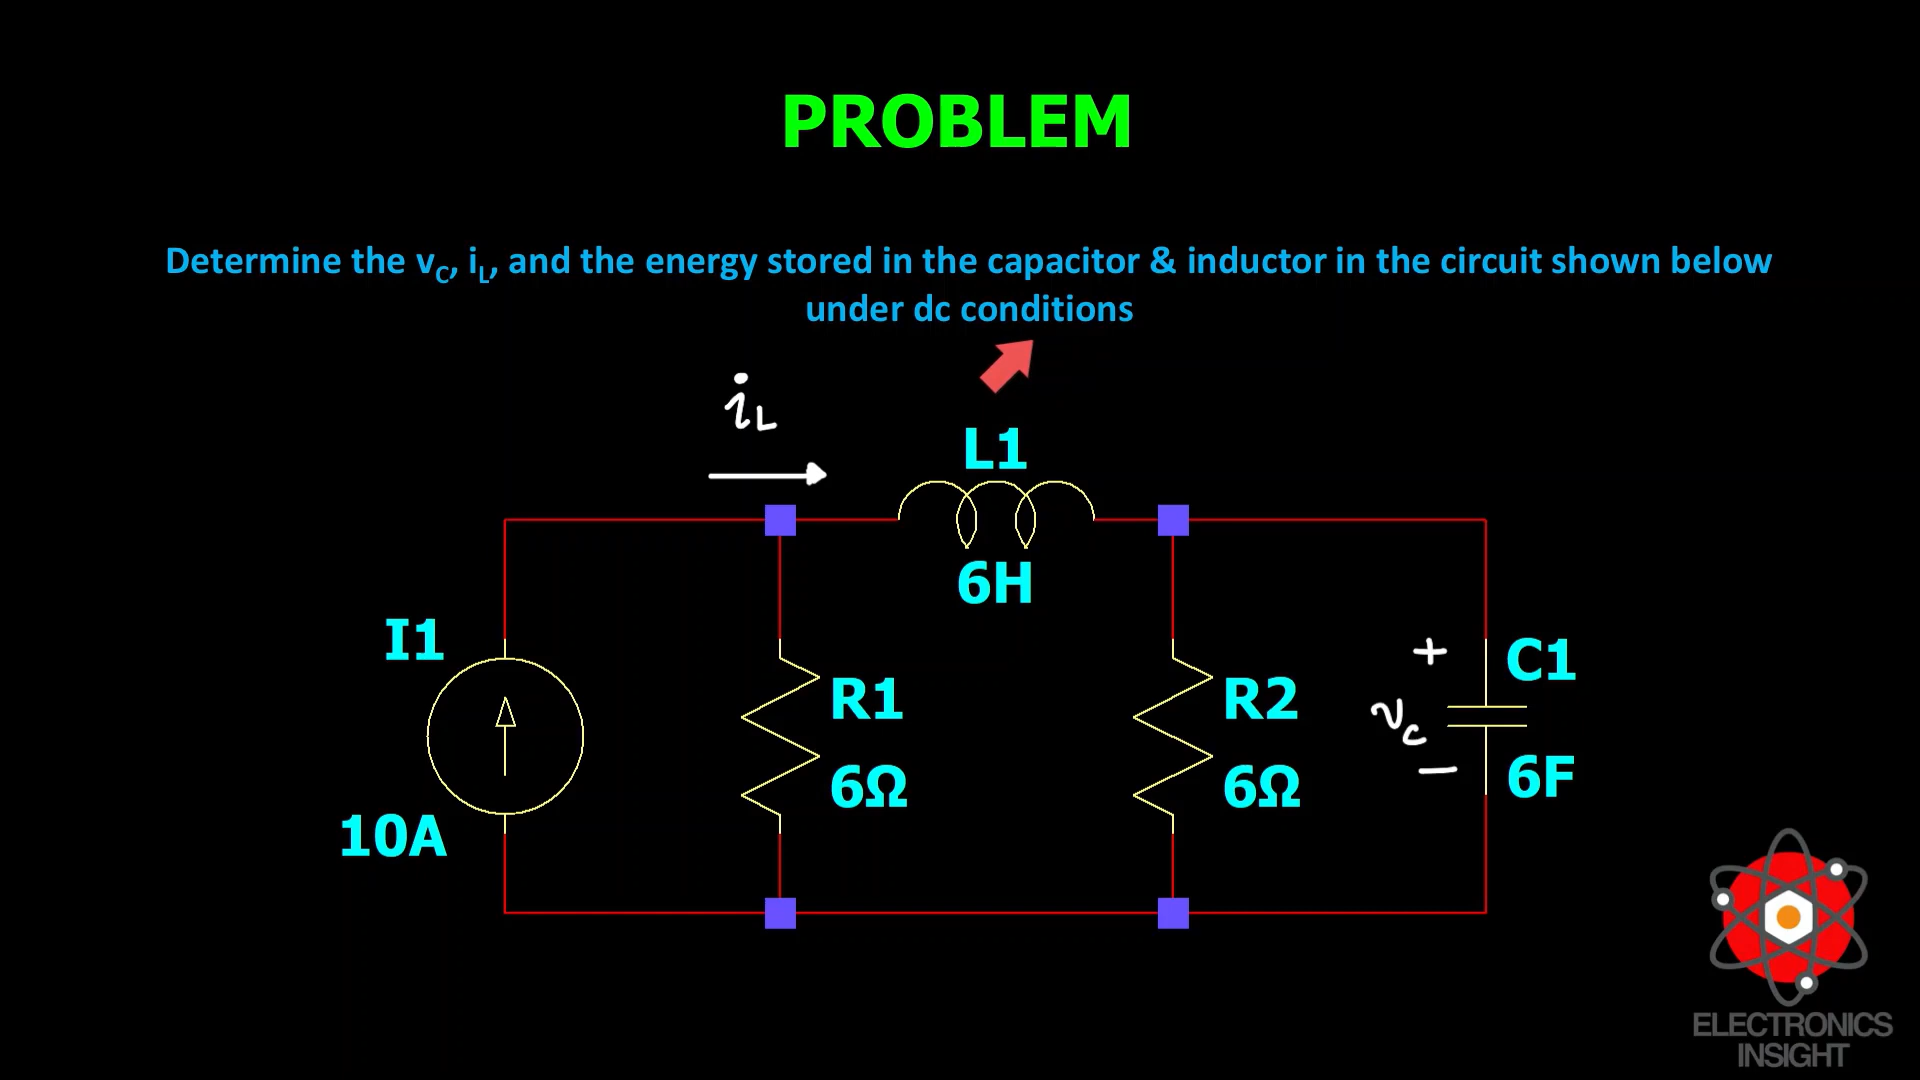 PROBLEM
Determine the vC, iL, and the energy stored in the capacitor & inductor in the circuit shown below
under dc conditions
iL
L1
6H
I1
10A
R1
6Ω
R2
6Ω
+
vc
−
C1
6F
ELECTRONICS
INSIGHT